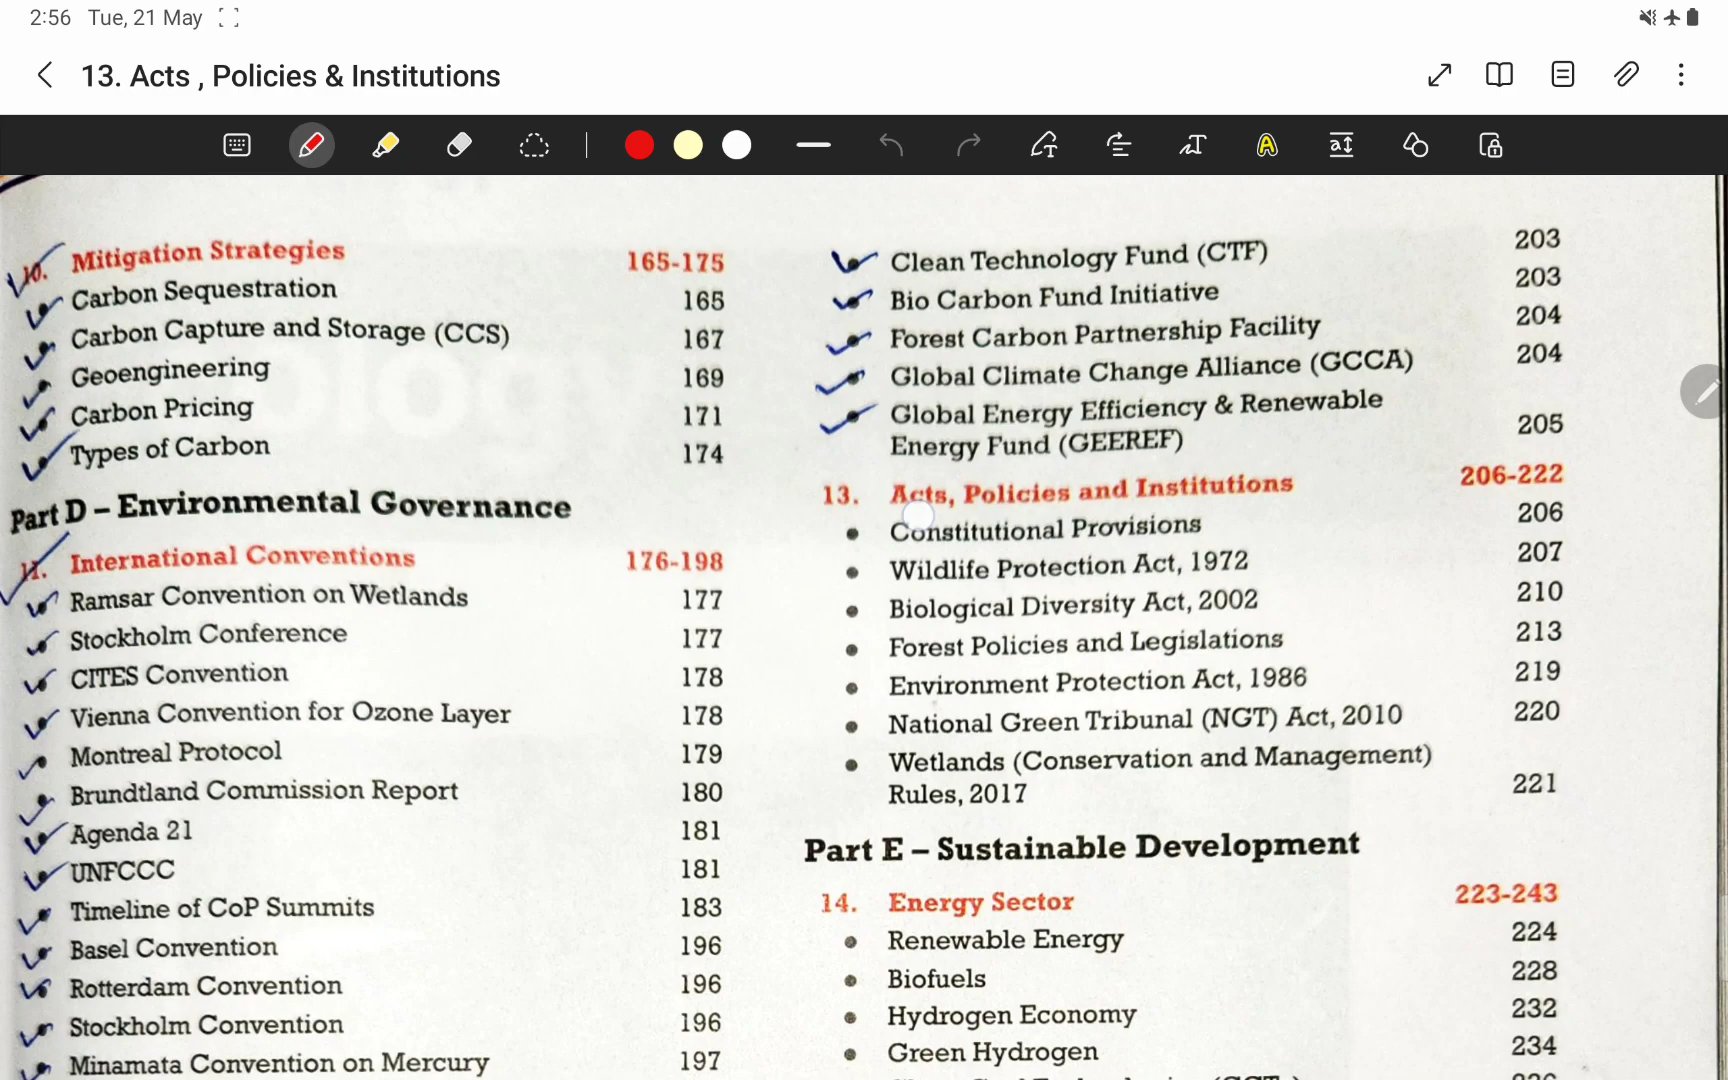 2:56 Tue, 21 May
13. Acts , Policies & Institutions
10. Mitigation Strategies 165-175
Carbon Sequestration 165
Carbon Capture and Storage (CCS) 167
Geoengineering 169
Carbon Pricing 171
Types of Carbon 174
Part D – Environmental Governance
11. International Conventions 176-198
Ramsar Convention on Wetlands 177
Stockholm Conference 177
CITES Convention 178
Vienna Convention for Ozone Layer 178
Montreal Protocol 179
Brundtland Commission Report 180
Agenda 21 181
UNFCCC 181
Timeline of CoP Summits 183
Basel Convention 196
Rotterdam Convention 196
Stockholm Convention 196
Minamata Convention on Mercury 197
Clean Technology Fund (CTF) 203
Bio Carbon Fund Initiative 203
Forest Carbon Partnership Facility 204
Global Climate Change Alliance (GCCA) 204
Global Energy Efficiency & Renewable
Energy Fund (GEEREF) 205
13. Acts, Policies and Institutions 206-222
Constitutional Provisions 206
Wildlife Protection Act, 1972 207
Biological Diversity Act, 2002 210
Forest Policies and Legislations 213
Environment Protection Act, 1986 219
National Green Tribunal (NGT) Act, 2010 220
Wetlands (Conservation and Management)
Rules, 2017 221
Part E – Sustainable Development
14. Energy Sector 223-243
Renewable Energy 224
Biofuels 228
Hydrogen Economy 232
Green Hydrogen 234